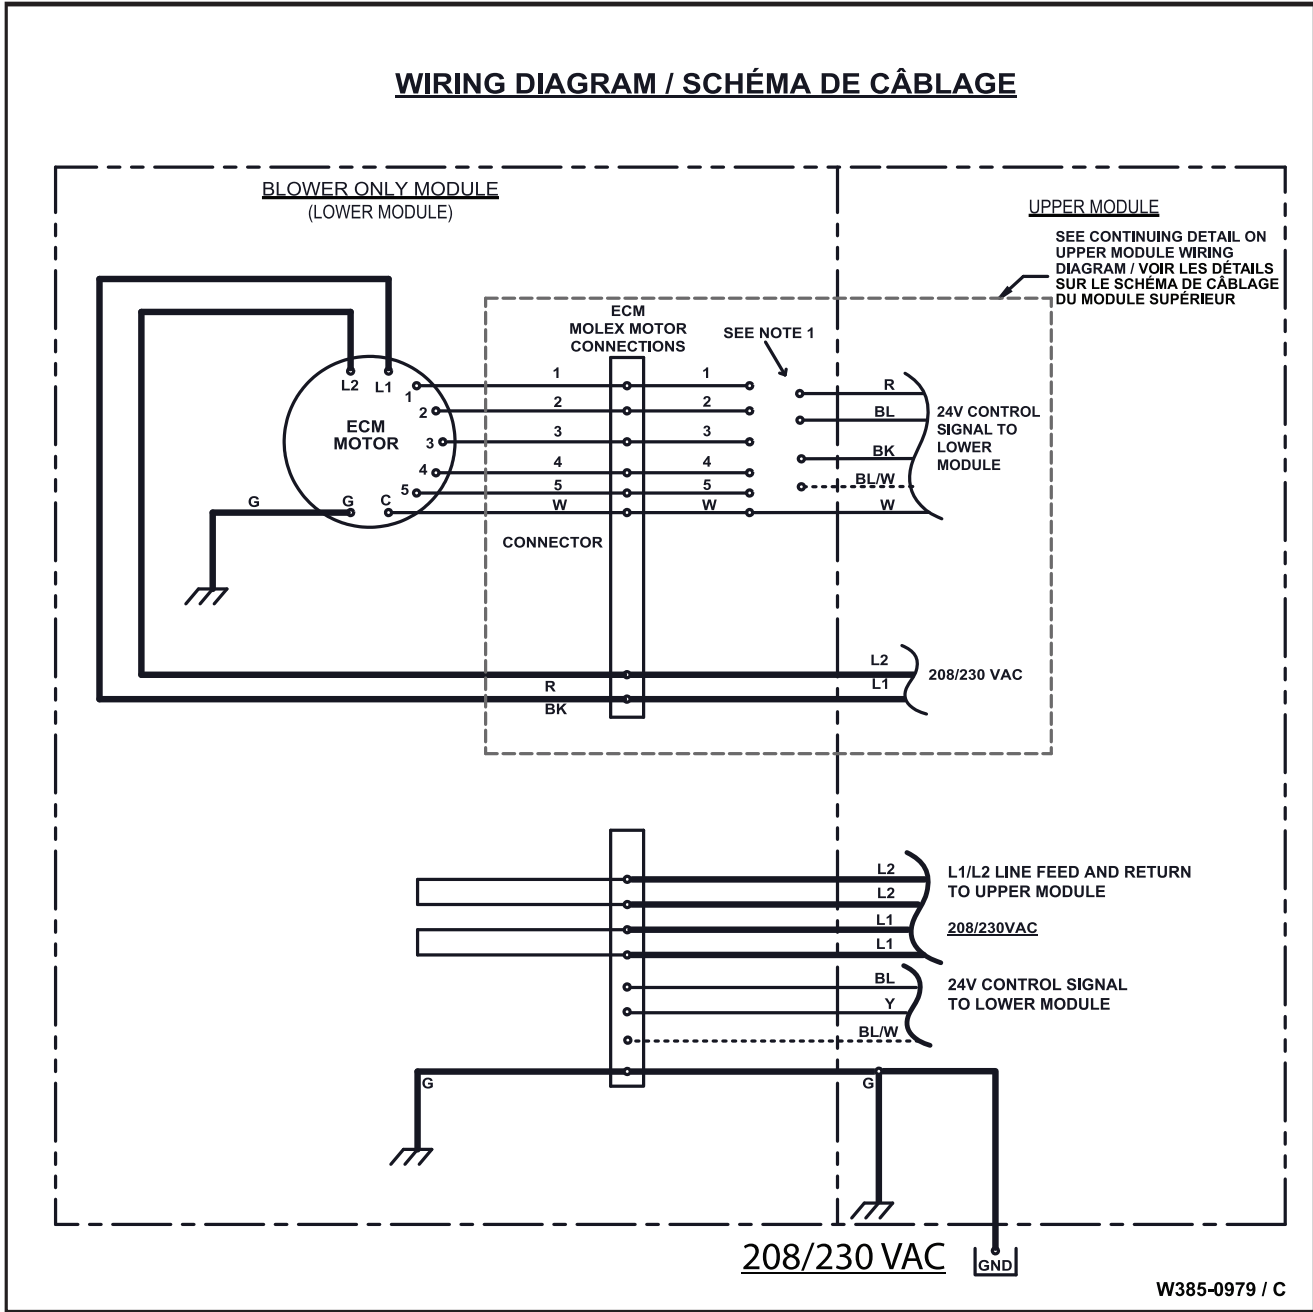 WIRING DIAGRAM / SCHÉMA DE CÂBLAGE
BLOWER ONLY MODULE
(LOWER MODULE)
UPPER MODULE
SEE CONTINUING DETAIL ON
UPPER MODULE WIRING
DIAGRAM / VOIR LES DÉTAILS
SUR LE SCHÉMA DE CÂBLAGE
DU MODULE SUPÉRIEUR
ECM
MOLEX MOTOR
CONNECTIONS
SEE NOTE 1
L2 L1
ECM
MOTOR
1
2
3
4
5
G
G
C
1 1
2 2
3 3
4 4
5 5
W W
CONNECTOR
R
BL
BK
BL/W
W
24V CONTROL
SIGNAL TO
LOWER
MODULE
L2
L1
208/230 VAC
R
BK
L2
L2
L1
L1
L1/L2 LINE FEED AND RETURN
TO UPPER MODULE
208/230VAC
BL
Y
BL/W
24V CONTROL SIGNAL
TO LOWER MODULE
G
G
208/230 VAC
GND
W385-0979 / C